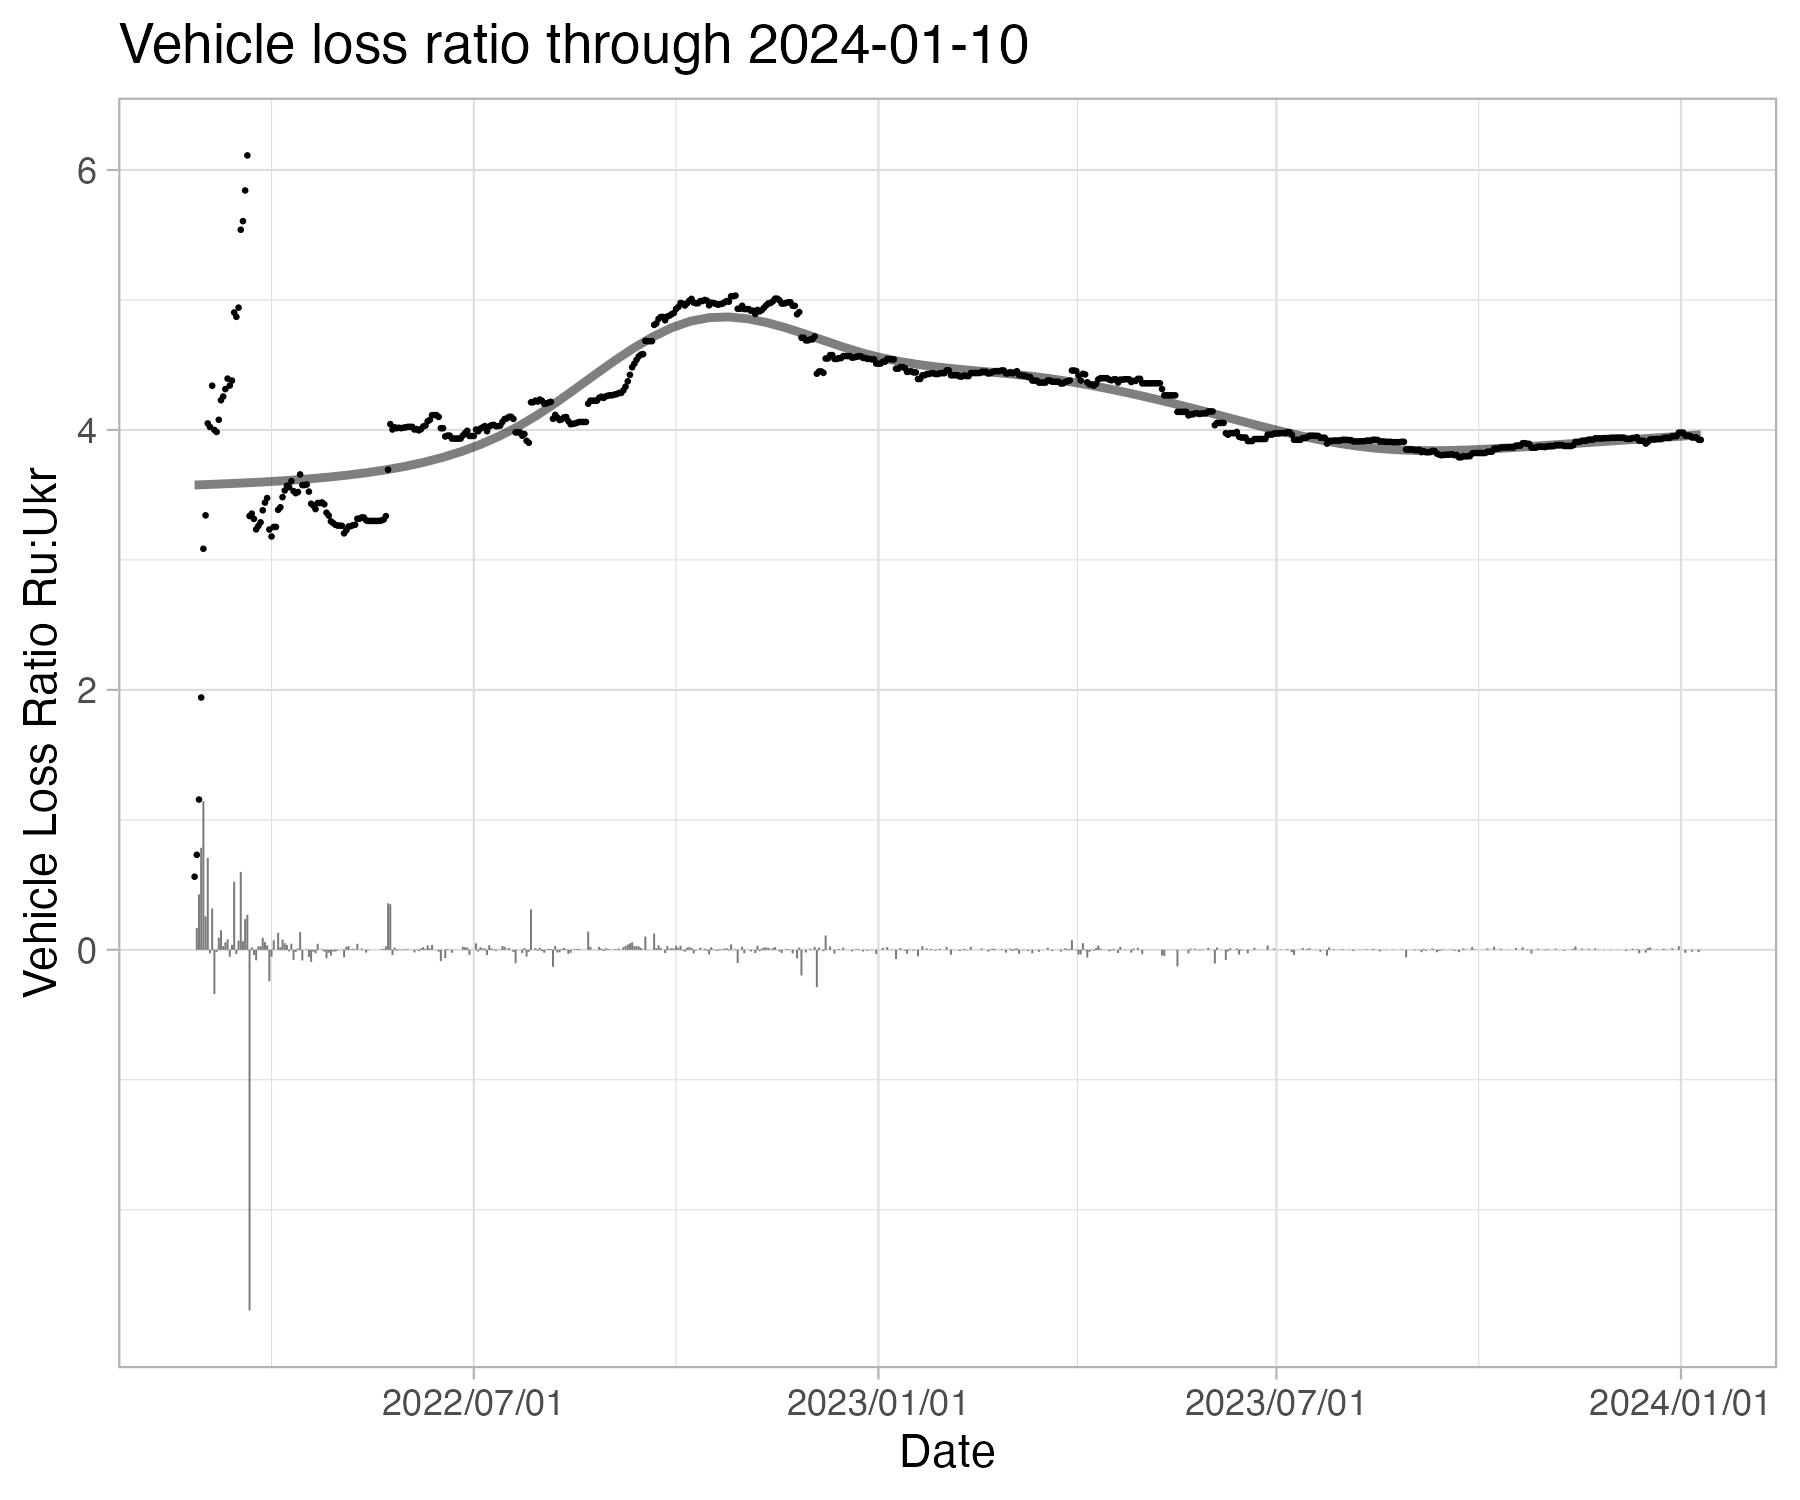 Vehicle loss ratio through 2024-01-10
Vehicle Loss Ratio Ru:Ukr
6
4
2
0
2022/07/01
2023/01/01
2023/07/01
2024/01/01
Date